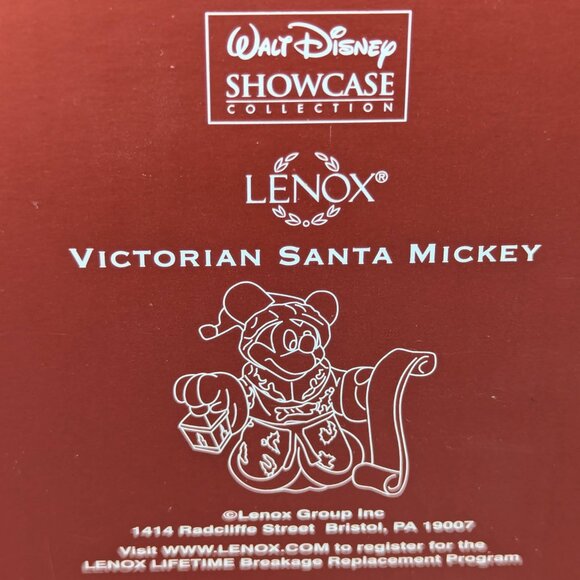 WALT DISNEY
SHOWCASE
COLLECTION
LENOX®
VICTORIAN SANTA MICKEY
©Lenox Group Inc
1414 Radcliffe Street Bristol, PA 19007
Visit WWW.LENOX.COM to register for the
LENOX LIFETIME Breakage Replacement Program